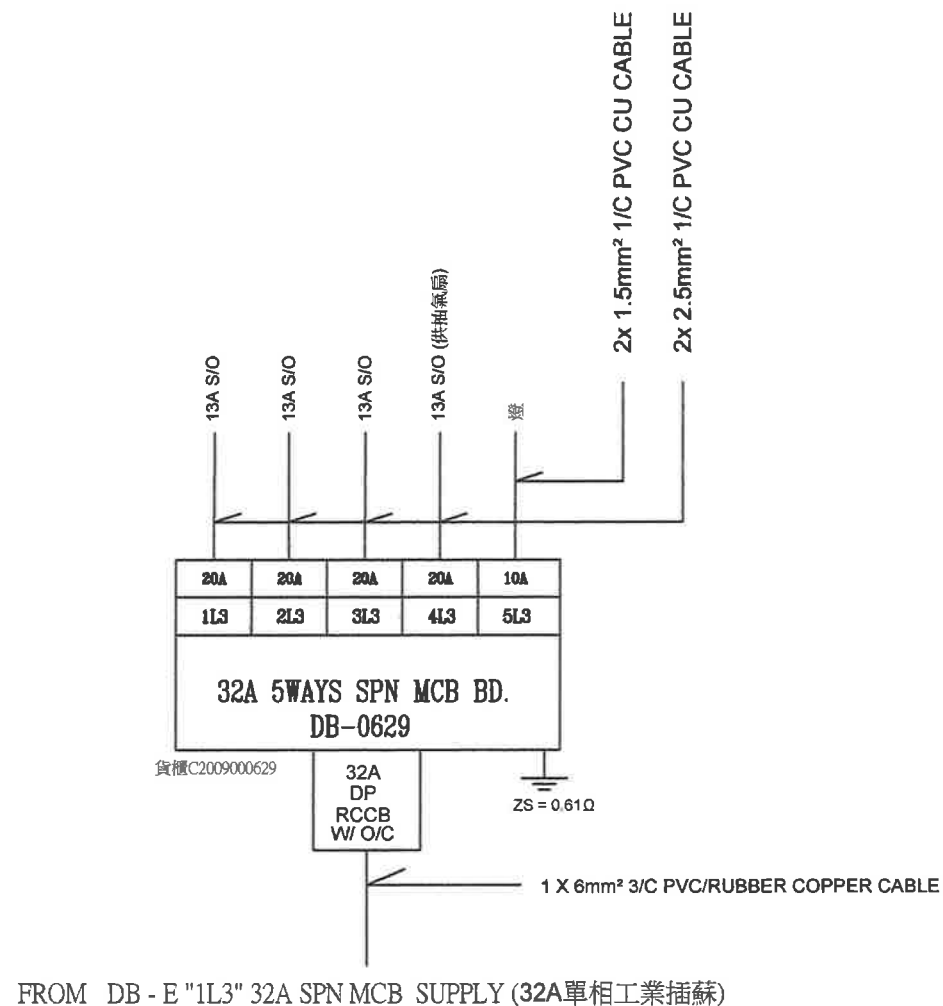 2x 1.5mm² 1/C PVC CU CABLE
2x 2.5mm² 1/C PVC CU CABLE
13A S/O
13A S/O
13A S/O
13A S/O (供抽氣扇)
燈
20A 20A 20A 20A 10A
1L3 2L3 3L3 4L3 5L3
32A 5WAYS SPN MCB BD.
DB-0629
貨櫃C2009000629
32A
DP
RCCB
W/ O/C
ZS = 0.61Ω
1 X 6mm² 3/C PVC/RUBBER COPPER CABLE
FROM DB - E "1L3" 32A SPN MCB SUPPLY (32A單相工業插蘇)